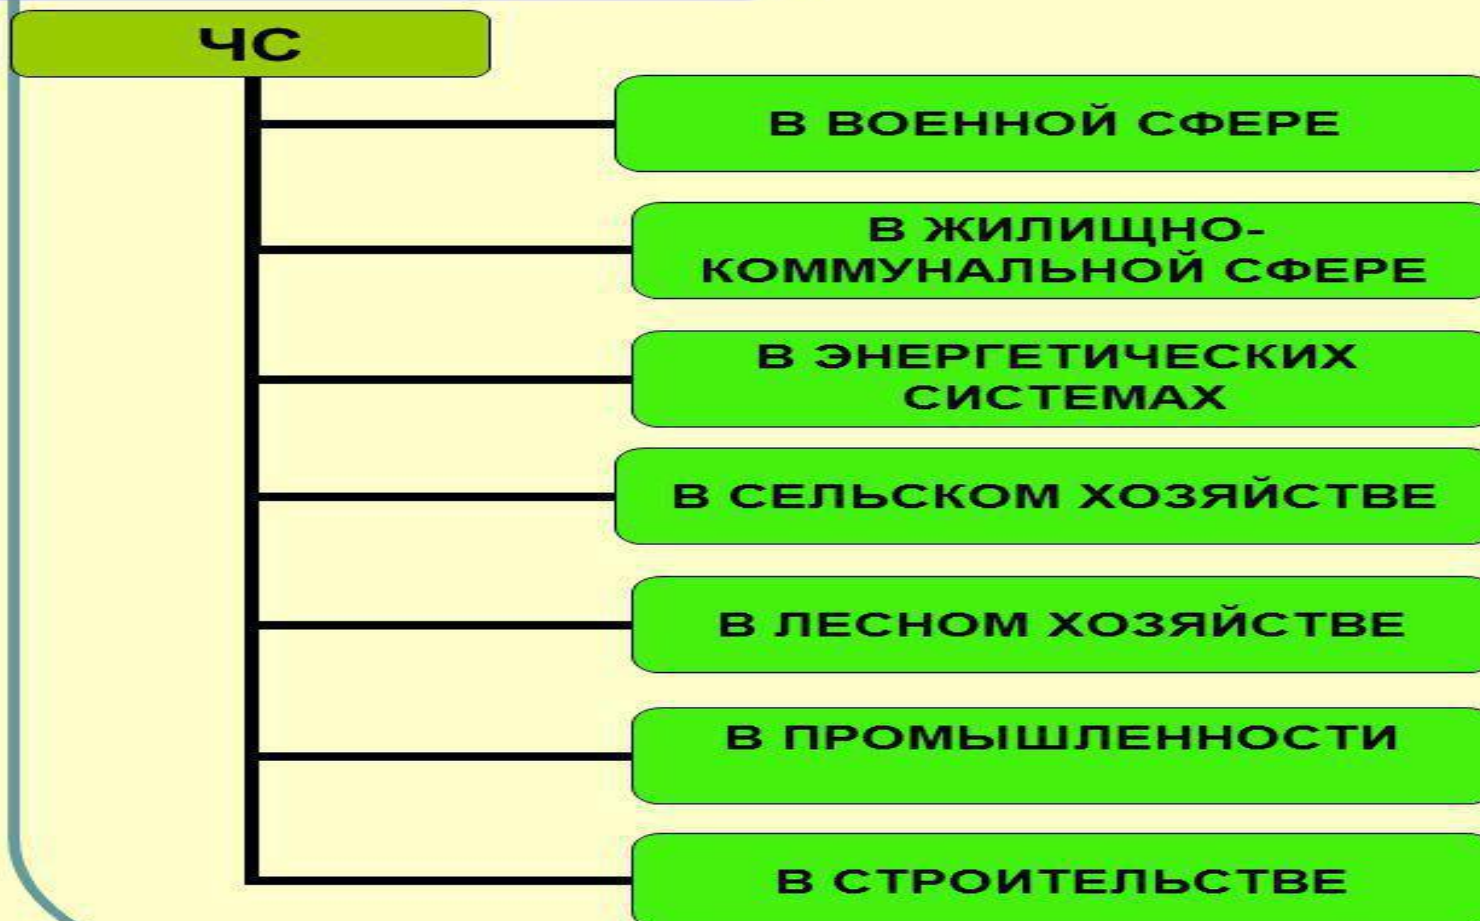 ЧС
В ВОЕННОЙ СФЕРЕ
В ЖИЛИЩНО-
КОММУНАЛЬНОЙ СФЕРЕ
В ЭНЕРГЕТИЧЕСКИХ
СИСТЕМАХ
В СЕЛЬСКОМ ХОЗЯЙСТВЕ
В ЛЕСНОМ ХОЗЯЙСТВЕ
В ПРОМЫШЛЕННОСТИ
В СТРОИТЕЛЬСТВЕ